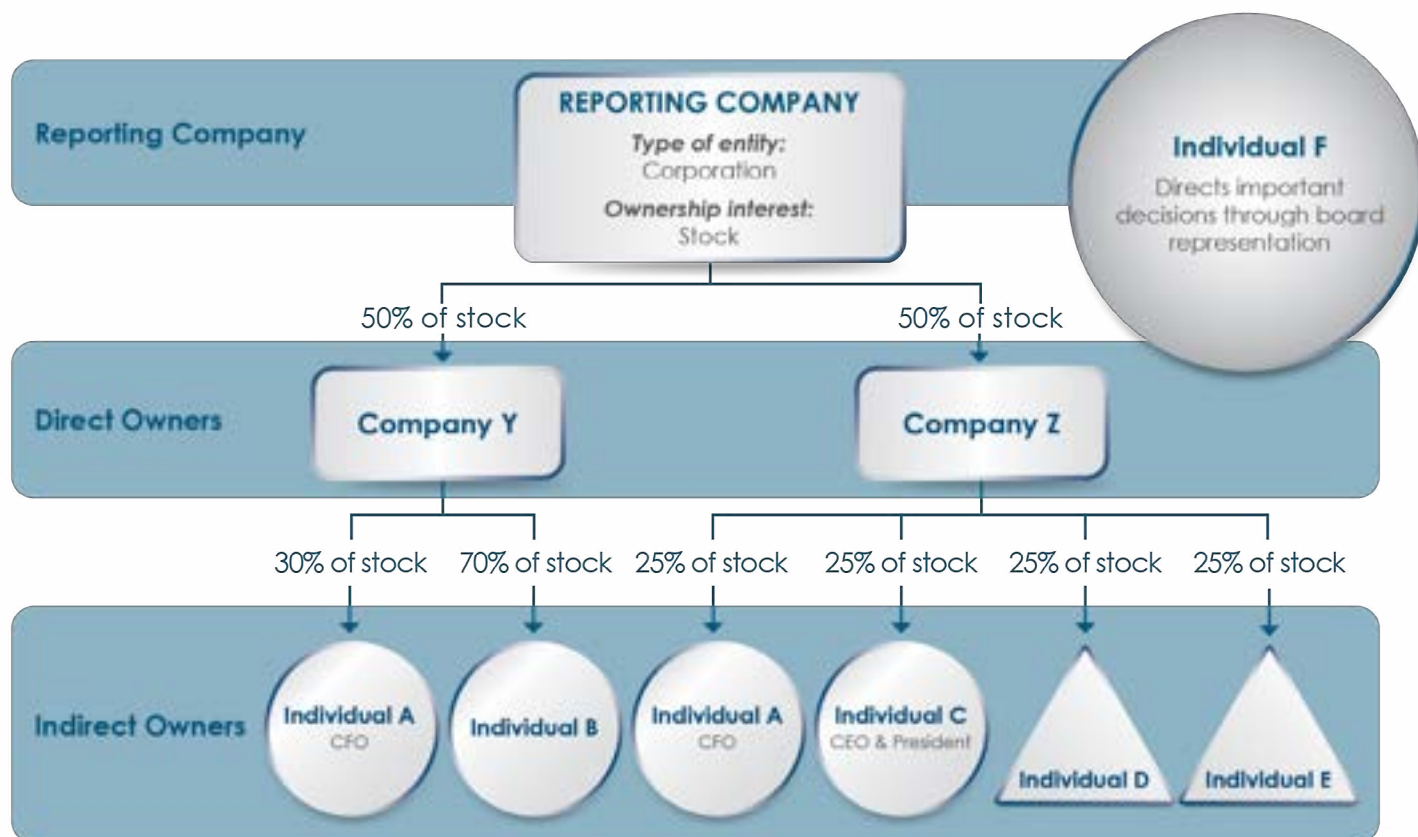 Reporting Company
REPORTING COMPANY
Type of entity:
Corporation
Ownership interest:
Stock
Individual F
Directs important
decisions through board
representation
50% of stock
50% of stock
Direct Owners
Company Y
Company Z
30% of stock
70% of stock
25% of stock
25% of stock
25% of stock
25% of stock
Indirect Owners
Individual A
CFO
Individual B
Individual A
CFO
Individual C
CEO & President
Individual D
Individual E